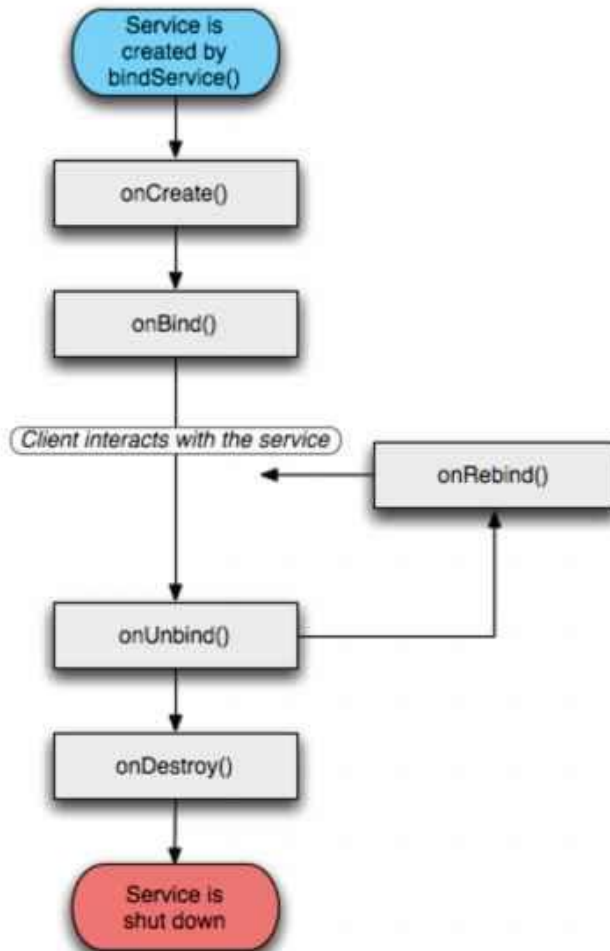 Service is
created by
bindService()
onCreate()
onBind()
Client interacts with the service
onRebind()
onUnbind()
onDestroy()
Service is
shut down